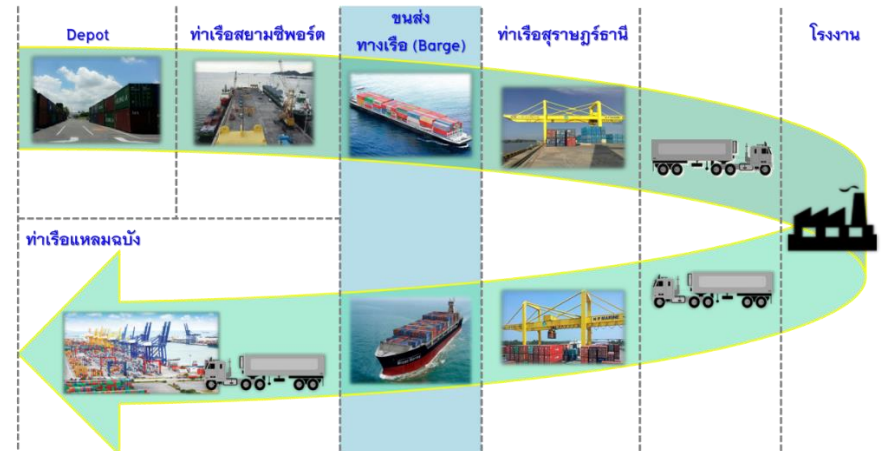 Depot
ท่าเรือสยามซีพอร์ต
ขนส่ง
ทางเรือ (Barge)
ท่าเรือสุราษฎร์ธานี
โรงงาน
ท่าเรือแหลมฉบัง
N P MARINE